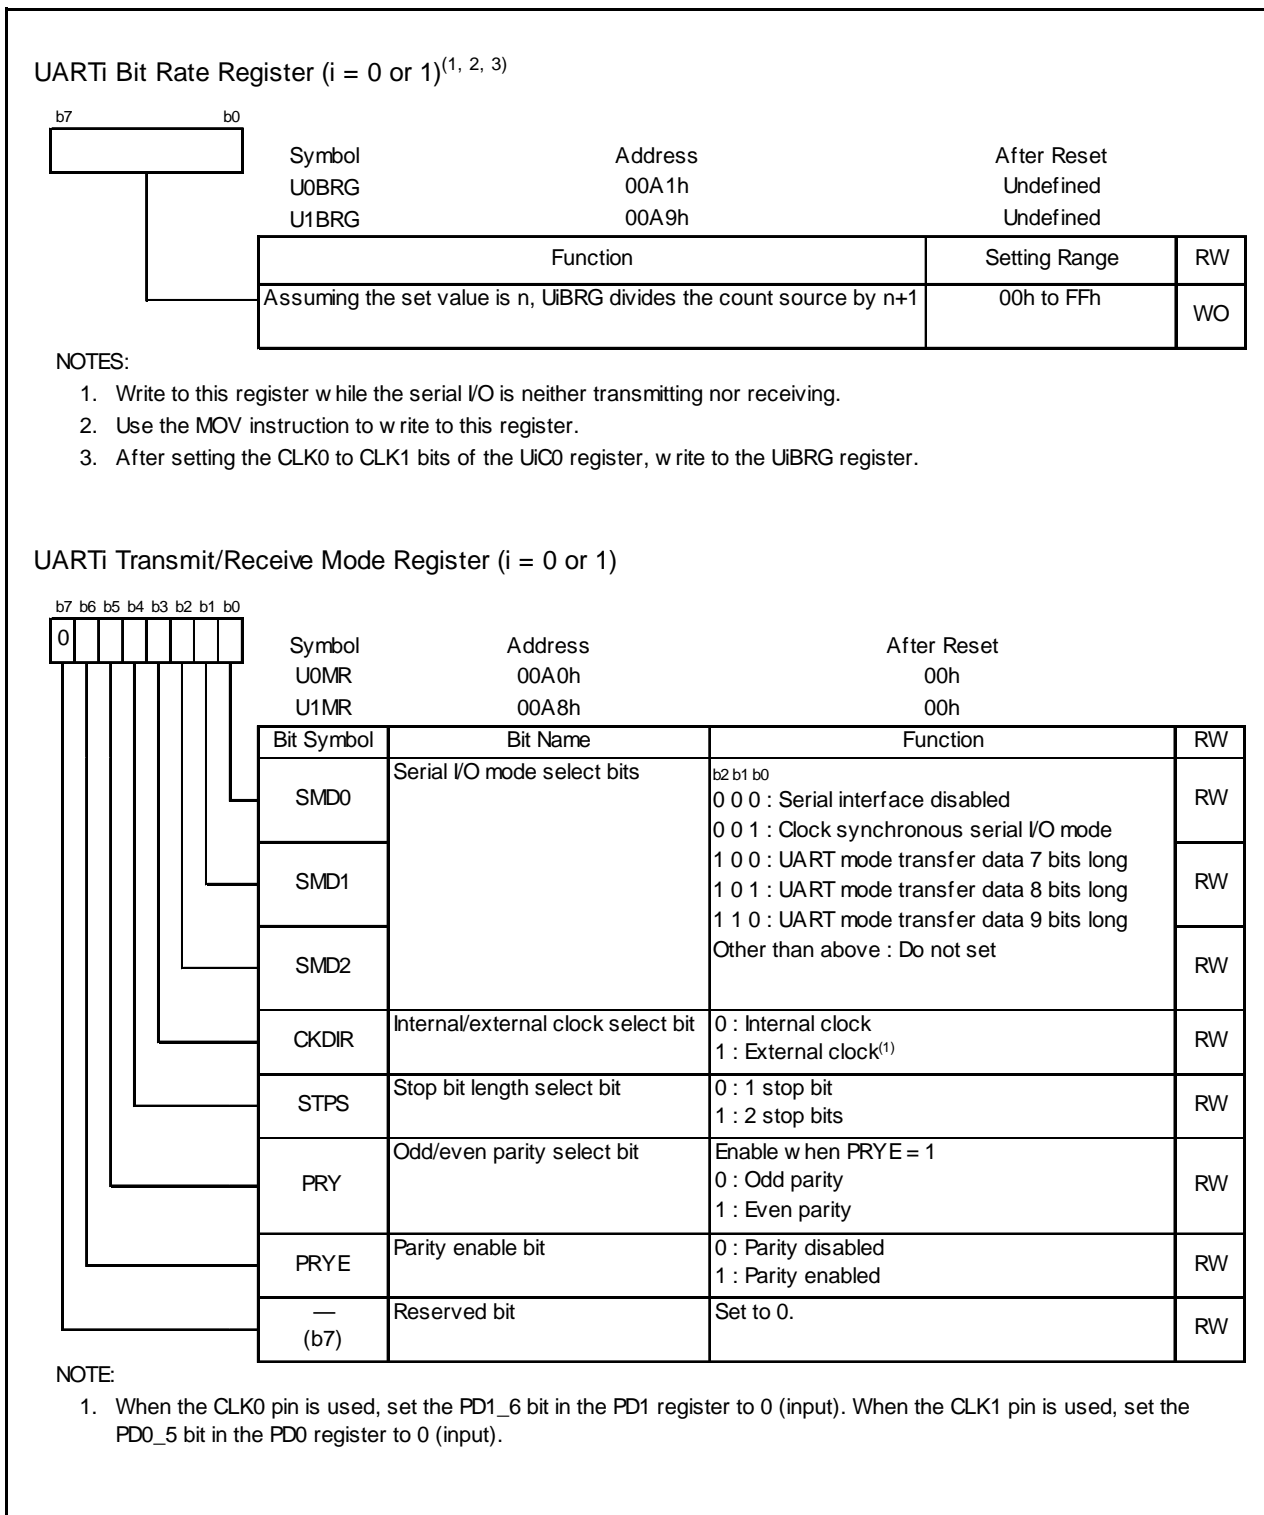 UARTi Bit Rate Register (i = 0 or 1)(1, 2, 3)
b7 b0
Symbol Address After Reset
U0BRG 00A1h Undefined
U1BRG 00A9h Undefined
Function Setting Range RW
Assuming the set value is n, UiBRG divides the count source by n+1 00h to FFh WO
NOTES:
1. Write to this register while the serial I/O is neither transmitting nor receiving.
2. Use the MOV instruction to write to this register.
3. After setting the CLK0 to CLK1 bits of the UiC0 register, write to the UiBRG register.
UARTi Transmit/Receive Mode Register (i = 0 or 1)
b7 b6 b5 b4 b3 b2 b1 b0
0
Symbol Address After Reset
U0MR 00A0h 00h
U1MR 00A8h 00h
Bit Symbol Bit Name Function RW
SMD0 Serial I/O mode select bits b2 b1 b0 RW
0 0 0 : Serial interface disabled
0 0 1 : Clock synchronous serial I/O mode
SMD1 1 0 0 : UART mode transfer data 7 bits long RW
1 0 1 : UART mode transfer data 8 bits long
1 1 0 : UART mode transfer data 9 bits long
SMD2 Other than above : Do not set RW
CKDIR Internal/external clock select bit 0 : Internal clock RW
1 : External clock(1)
STPS Stop bit length select bit 0 : 1 stop bit RW
1 : 2 stop bits
PRY Odd/even parity select bit Enable when PRYE = 1 RW
0 : Odd parity
1 : Even parity
PRYE Parity enable bit 0 : Parity disabled RW
1 : Parity enabled
— Reserved bit Set to 0. RW
(b7)
NOTE:
1. When the CLK0 pin is used, set the PD1_6 bit in the PD1 register to 0 (input). When the CLK1 pin is used, set the
PD0_5 bit in the PD0 register to 0 (input).